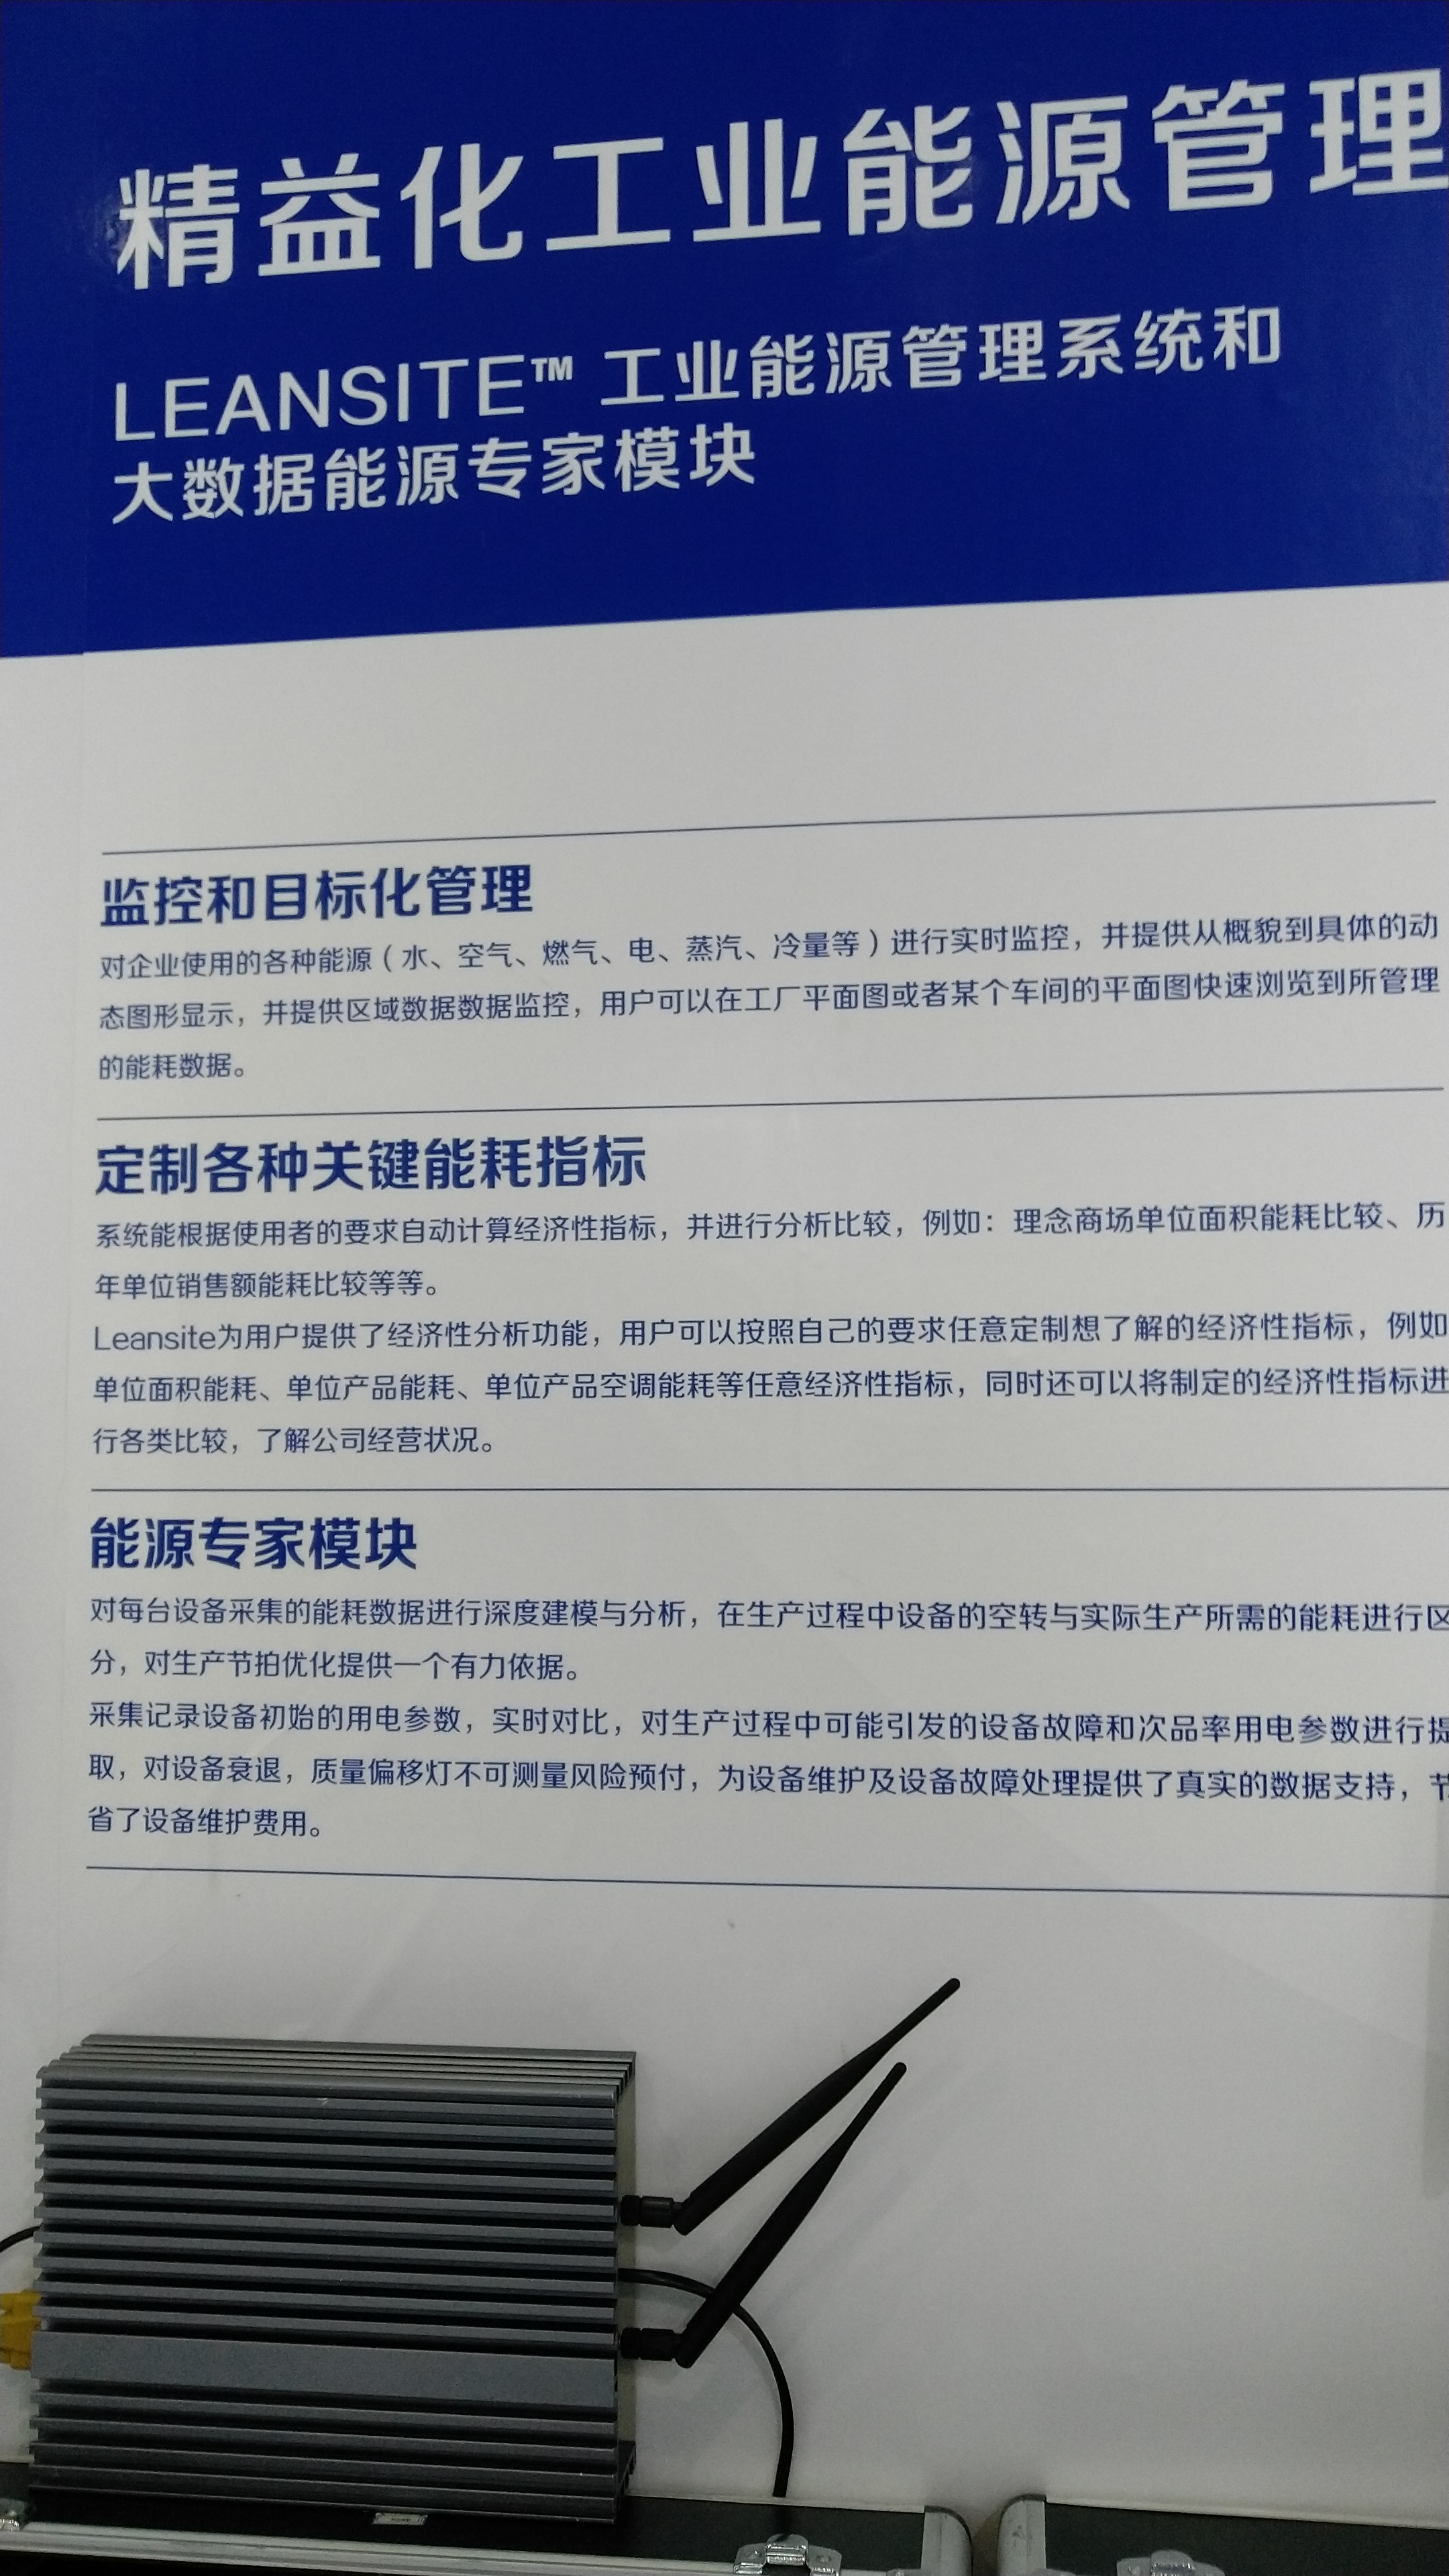 精益化工业能源管理
LEANSITE™ 工业能源管理系统和
大数据能源专家模块
监控和目标化管理
对企业使用的各种能源（水、空气、燃气、电、蒸汽、冷量等）进行实时监控，并提供从概貌到具体的动
态图形显示，并提供区域数据数据监控，用户可以在工厂平面图或者某个车间的平面图快速浏览到所管理
的能耗数据。
定制各种关键能耗指标
系统能根据使用者的要求自动计算经济性指标，并进行分析比较，例如：理念商场单位面积能耗比较、历
年单位销售额能耗比较等等。
Leansite为用户提供了经济性分析功能，用户可以按照自己的要求任意定制想了解的经济性指标，例如
单位面积能耗、单位产品能耗、单位产品空调能耗等任意经济性指标，同时还可以将制定的经济性指标进
行各类比较，了解公司经营状况。
能源专家模块
对每台设备采集的能耗数据进行深度建模与分析，在生产过程中设备的空转与实际生产所需的能耗进行区
分，对生产节拍优化提供一个有力依据。
采集记录设备初始的用电参数，实时对比，对生产过程中可能引发的设备故障和次品率用电参数进行提
取，对设备衰退，质量偏移灯不可测量风险预付，为设备维护及设备故障处理提供了真实的数据支持，节
省了设备维护费用。